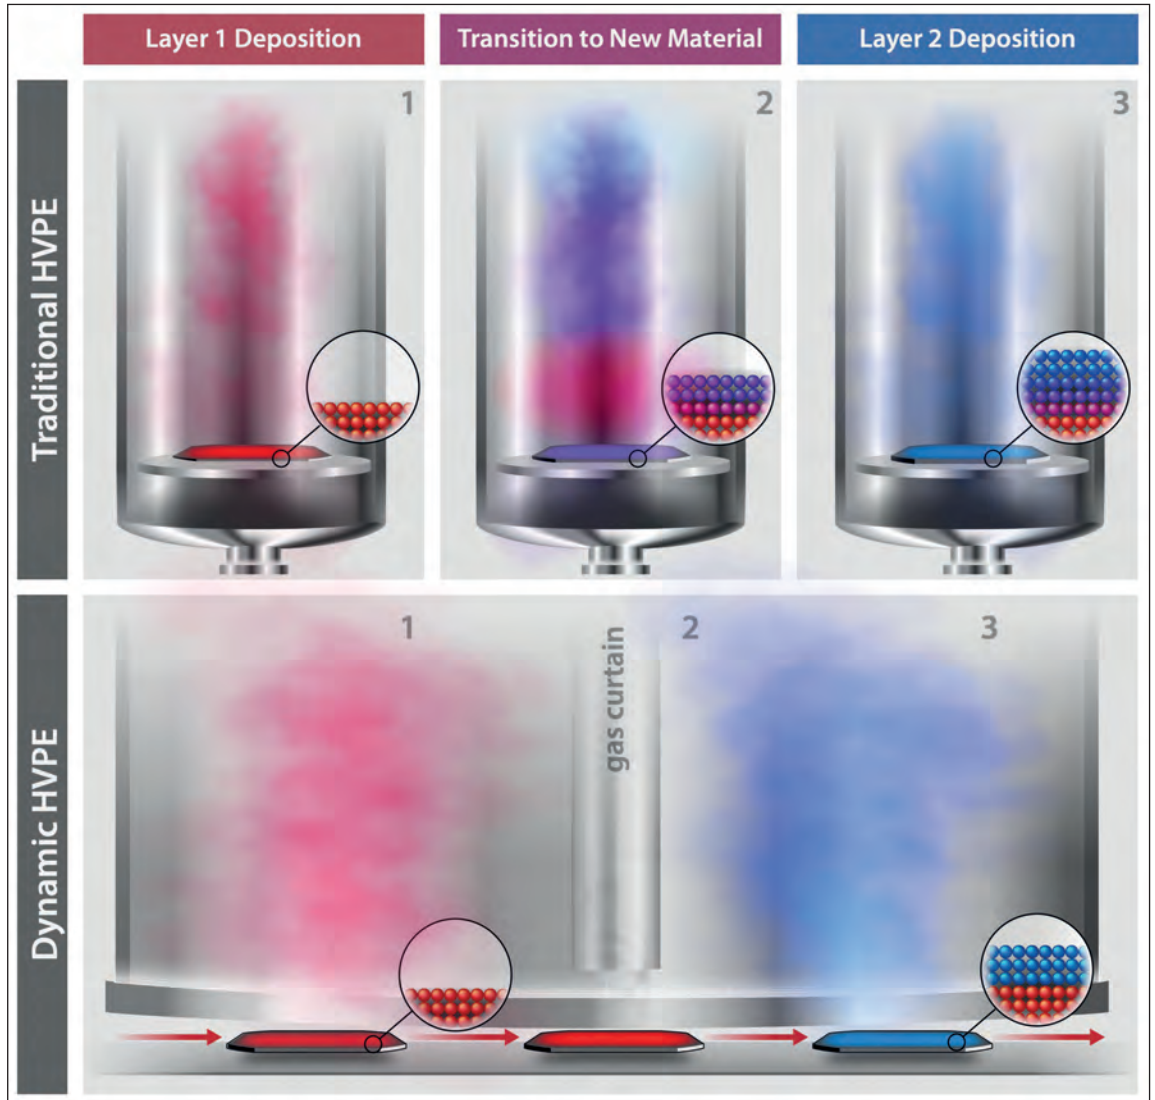 Layer 1 Deposition
Transition to New Material
Layer 2 Deposition
Traditional HVPE
1
2
3
Dynamic HVPE
1
gas curtain
2
3